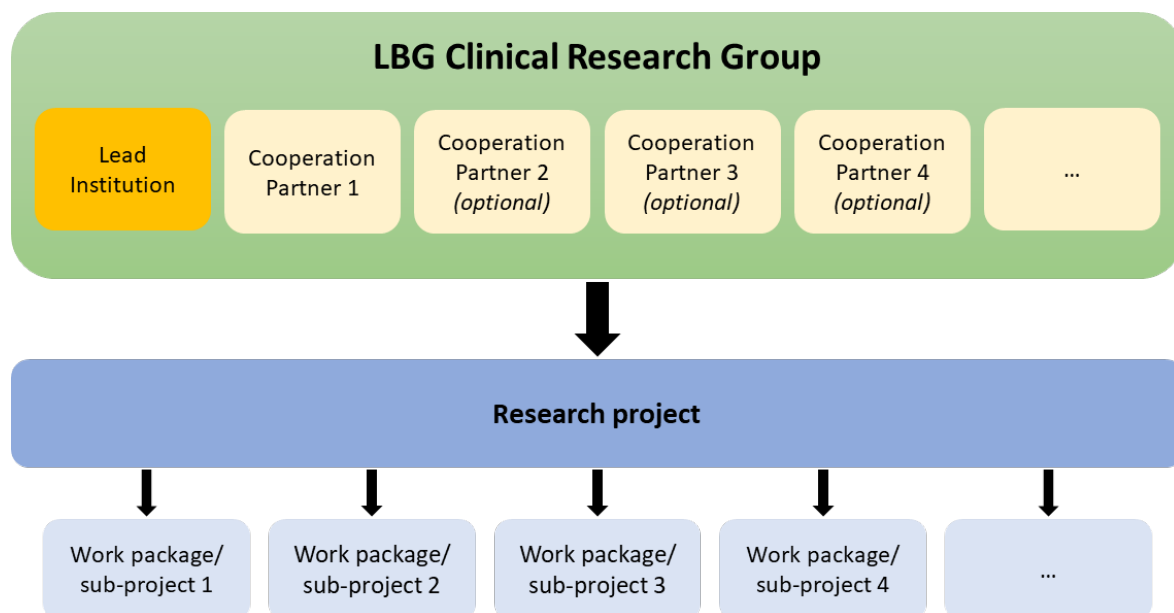 LBG Clinical Research Group
Lead
Institution
Cooperation
Partner 1
Cooperation
Partner 2
(optional)
Cooperation
Partner 3
(optional)
Cooperation
Partner 4
(optional)
...
Research project
Work package/
sub-project 1
Work package/
sub-project 2
Work package/
sub-project 3
Work package/
sub-project 4
...